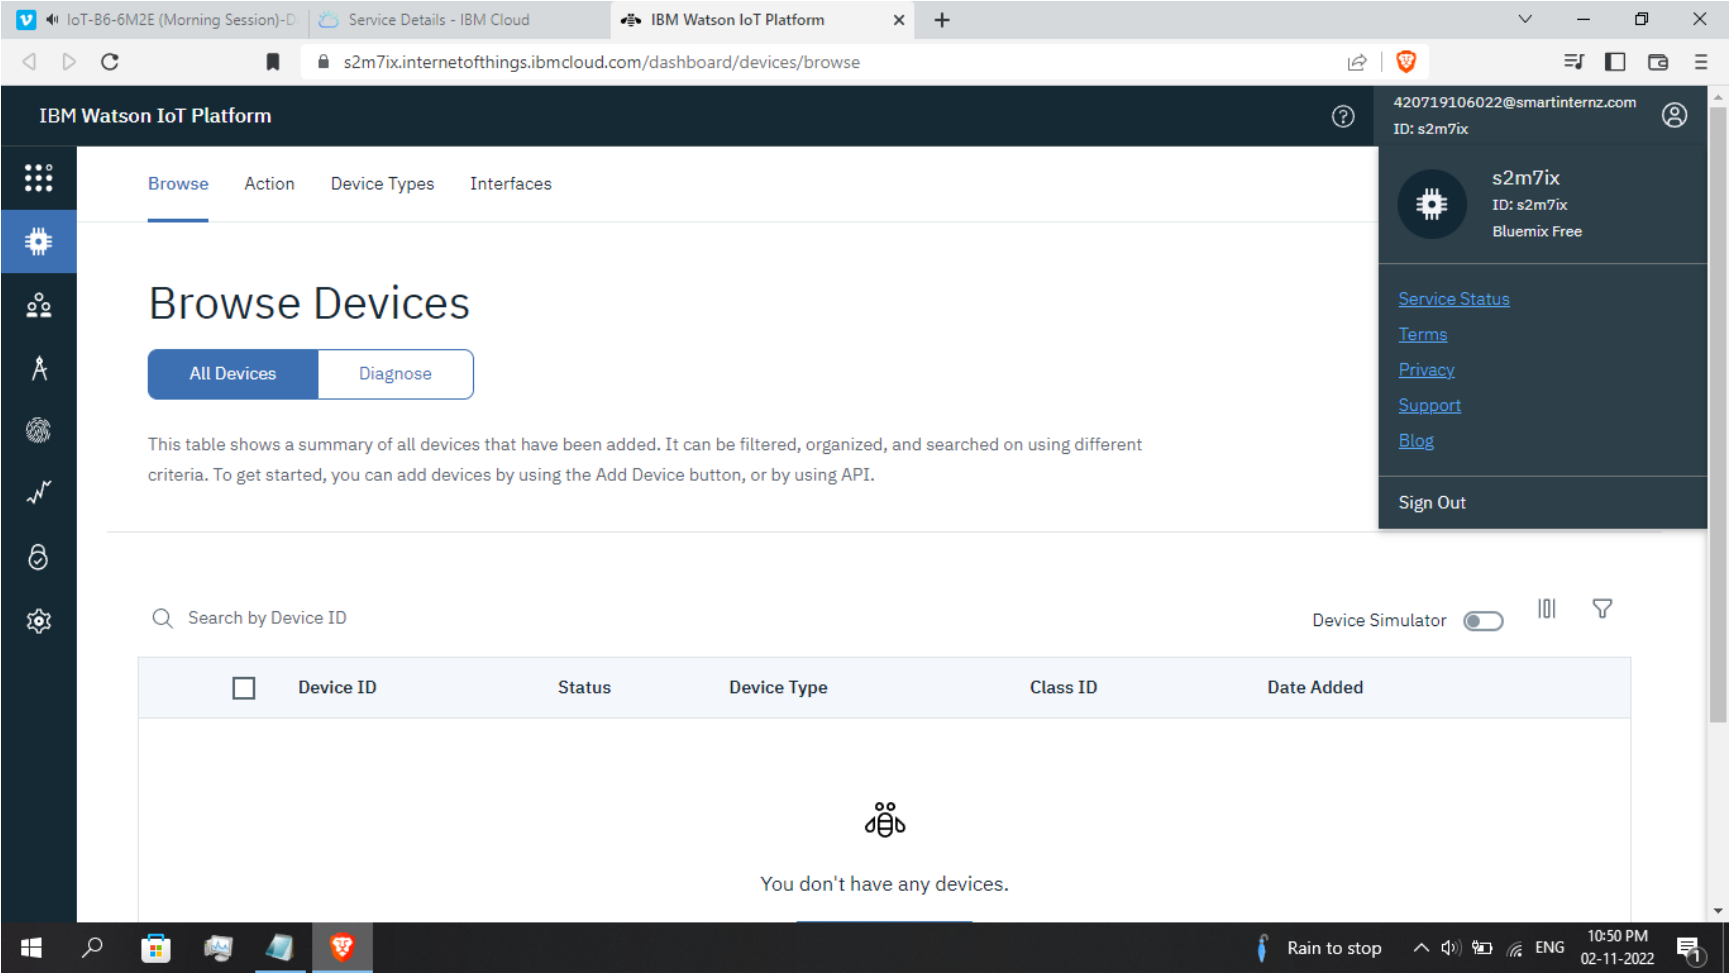 IoT-B6-6M2E (Morning Session)-D
Service Details - IBM Cloud
IBM Watson IoT Platform
s2m7ix.internetofthings.ibmcloud.com/dashboard/devices/browse
IBM Watson IoT Platform
420719106022@smartinternz.com
ID: s2m7ix
Browse
Action
Device Types
Interfaces
s2m7ix
ID: s2m7ix
Bluemix Free
Service Status
Terms
Privacy
Support
Blog
Sign Out
Browse Devices
All Devices
Diagnose
This table shows a summary of all devices that have been added. It can be filtered, organized, and searched on using different
criteria. To get started, you can add devices by using the Add Device button, or by using API.
Search by Device ID
Device Simulator
Device ID
Status
Device Type
Class ID
Date Added
You don't have any devices.
Rain to stop
ENG
10:50 PM
02-11-2022
1